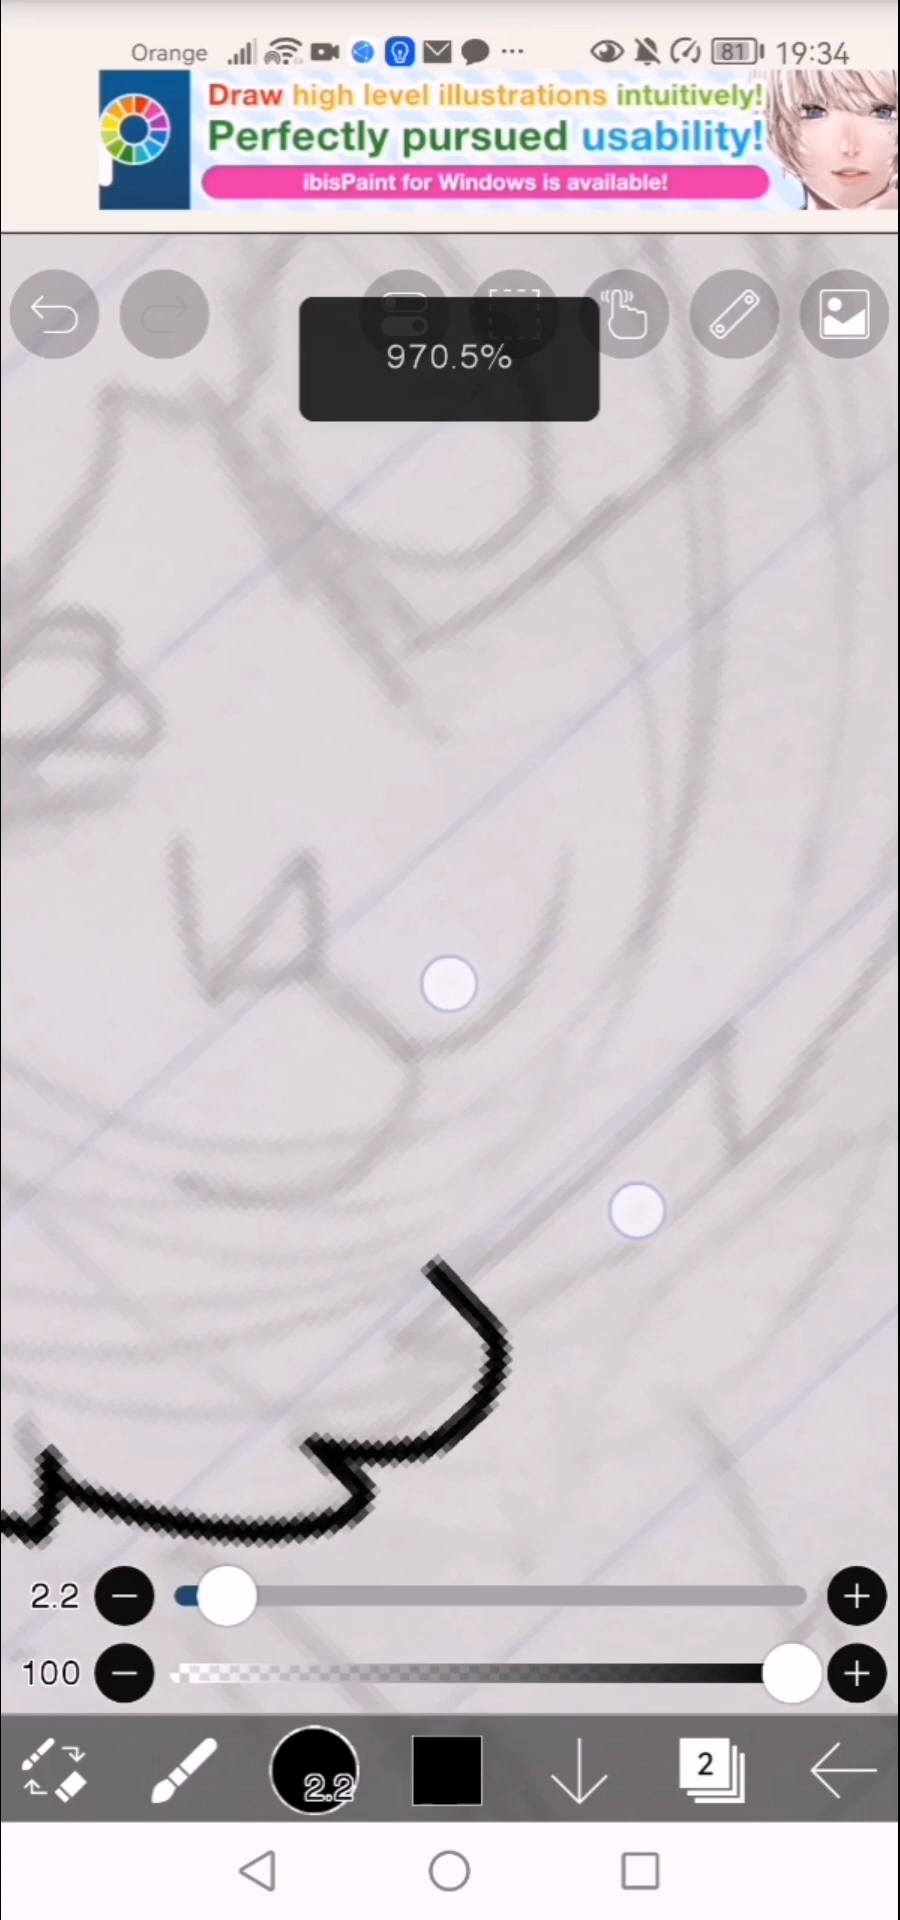 Orange 81 19:34
Draw high level illustrations intuitively!
Perfectly pursued usability!
ibisPaint for Windows is available!
970.5%
2.2
100
2.2 2